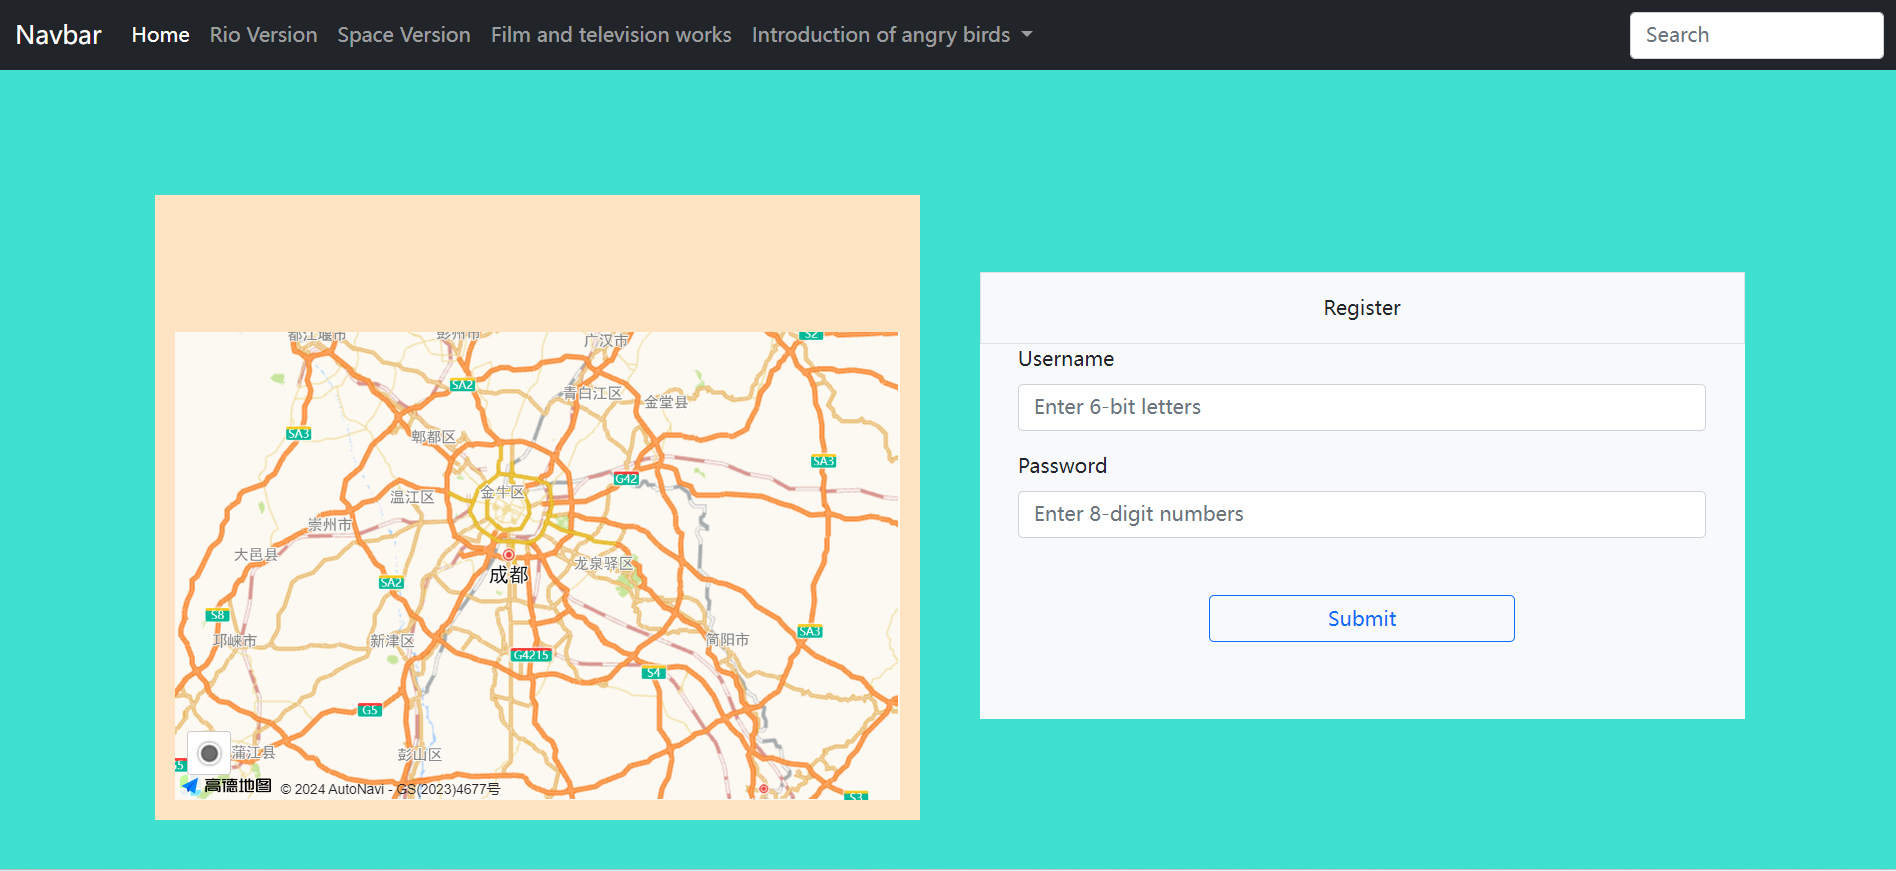 Navbar Home Rio Version Space Version Film and television works Introduction of angry birds Search
Register
Username
Enter 6-bit letters
Password
Enter 8-digit numbers
Submit
都江堰市 彭州市 广汉市 S2
SA2 青白江区 金堂县
SA3 郫都区 SA3
G42
温江区 金牛区
崇州市
大邑县 龙泉驿区
成都
SA2
S8
邛崃市 新津区 简阳市 SA3
G4215
S4
G5
蒲江县 彭山区
S5
高德地图 © 2024 AutoNavi - GS(2023)4677号 S3